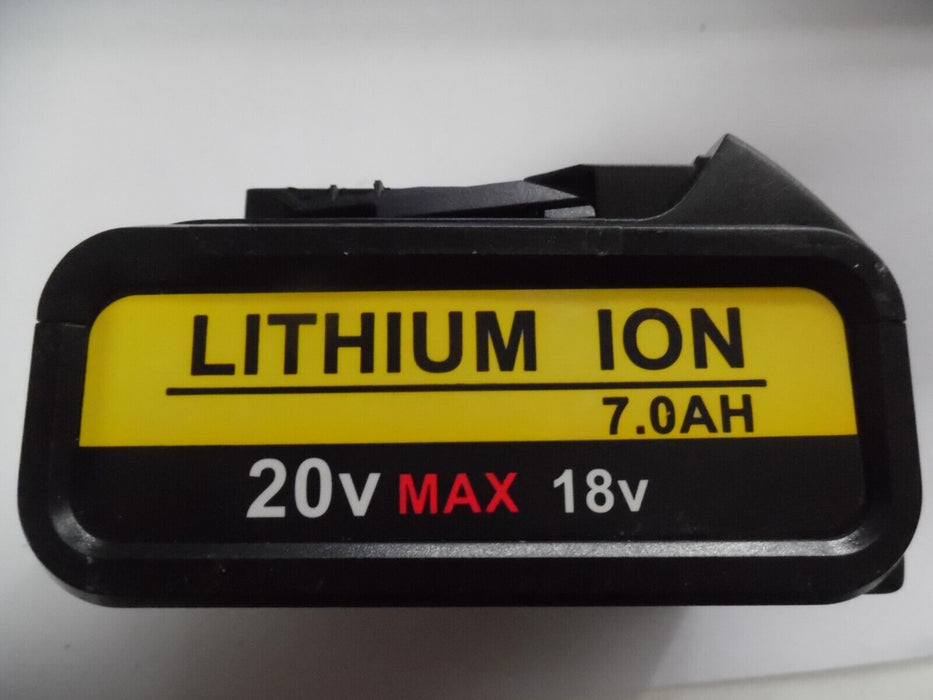 LITHIUM ION
7.0AH
20V MAX 18V